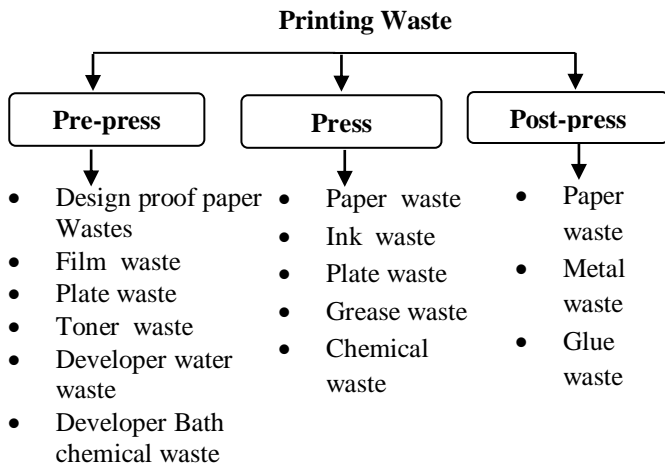 Printing Waste
Pre-press
Press
Post-press
• Design proof paper
Wastes
• Film waste
• Plate waste
• Toner waste
• Developer water
waste
• Developer Bath
chemical waste
• Paper waste
• Ink waste
• Plate waste
• Grease waste
• Chemical
waste
• Paper
waste
• Metal
waste
• Glue
waste